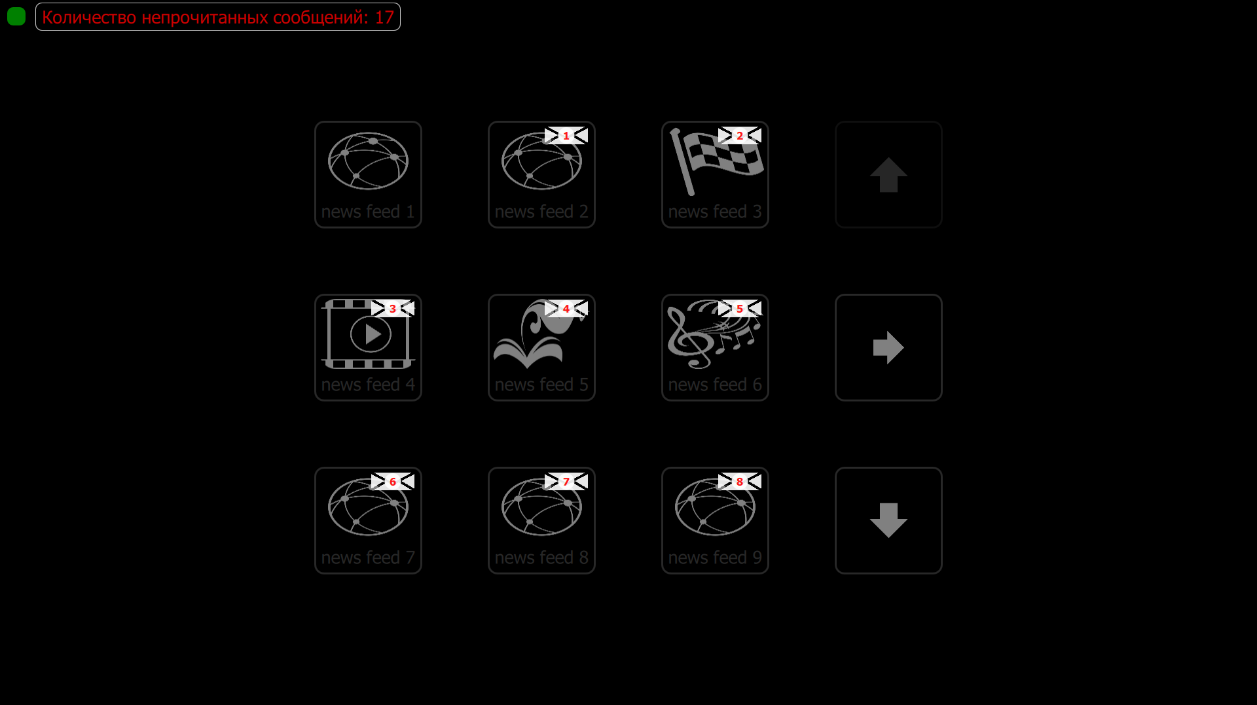 Количество непрочитанных сообщений: 17
1
2
news feed 1
news feed 2
news feed 3
3
4
5
news feed 4
news feed 5
news feed 6
6
7
8
news feed 7
news feed 8
news feed 9